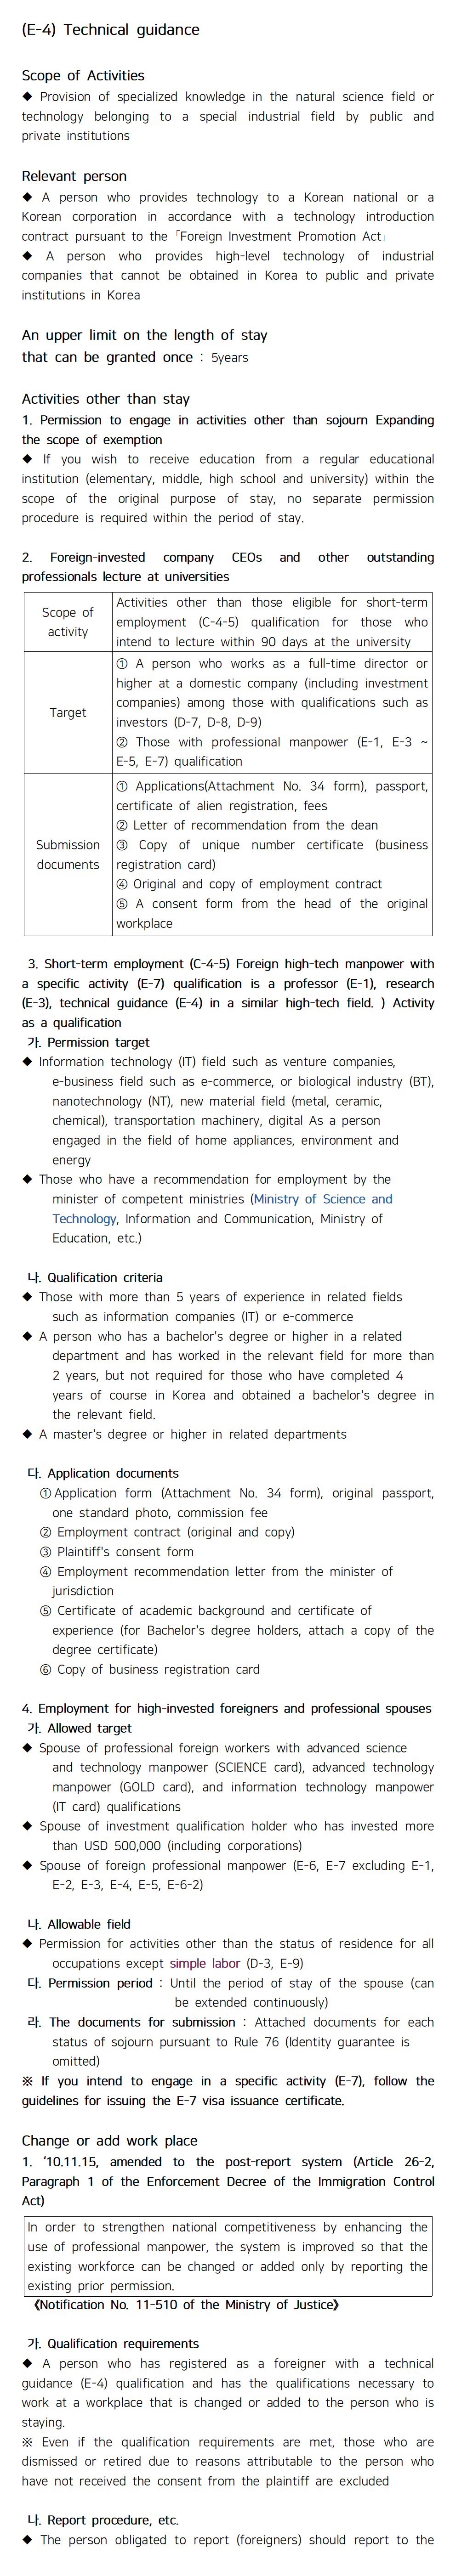 (E-4) Technical guidance
Scope of Activities
◆ Provision of specialized knowledge in the natural science field or
technology belonging to a special industrial field by public and
private institutions
Relevant person
◆ A person who provides technology to a Korean national or a
Korean corporation in accordance with a technology introduction
contract pursuant to the 「Foreign Investment Promotion Act」
◆ A person who provides high-level technology of industrial
companies that cannot be obtained in Korea to public and private
institutions in Korea
An upper limit on the length of stay
that can be granted once : 5years
Activities other than stay
1. Permission to engage in activities other than sojourn Expanding
the scope of exemption
◆ If you wish to receive education from a regular educational
institution (elementary, middle, high school and university) within the
scope of the original purpose of stay, no separate permission
procedure is required within the period of stay.
2. Foreign-invested company CEOs and other outstanding
professionals lecture at universities
Scope of
activity
Activities other than those eligible for short-term
employment (C-4-5) qualification for those who
intend to lecture within 90 days at the university
Target
① A person who works as a full-time director or
higher at a domestic company (including investment
companies) among those with qualifications such as
investors (D-7, D-8, D-9)
② Those with professional manpower (E-1, E-3 ~
E-5, E-7) qualification
Submission
documents
① Applications(Attachment No. 34 form), passport,
certificate of alien registration, fees
② Letter of recommendation from the dean
③ Copy of unique number certificate (business
registration card)
④ Original and copy of employment contract
⑤ A consent form from the head of the original
workplace
3. Short-term employment (C-4-5) Foreign high-tech manpower with
a specific activity (E-7) qualification is a professor (E-1), research
(E-3), technical guidance (E-4) in a similar high-tech field. ) Activity
as a qualification
가. Permission target
◆ Information technology (IT) field such as venture companies,
e-business field such as e-commerce, or biological industry (BT),
nanotechnology (NT), new material field (metal, ceramic,
chemical), transportation machinery, digital As a person
engaged in the field of home appliances, environment and
energy
◆ Those who have a recommendation for employment by the
minister of competent ministries (Ministry of Science and
Technology, Information and Communication, Ministry of
Education, etc.)
나. Qualification criteria
◆ Those with more than 5 years of experience in related fields
such as information companies (IT) or e-commerce
◆ A person who has a bachelor's degree or higher in a related
department and has worked in the relevant field for more than
2 years, but not required for those who have completed 4
years of course in Korea and obtained a bachelor's degree in
the relevant field.
◆ A master's degree or higher in related departments
다. Application documents
① Application form (Attachment No. 34 form), original passport,
one standard photo, commission fee
② Employment contract (original and copy)
③ Plaintiff's consent form
④ Employment recommendation letter from the minister of
jurisdiction
⑤ Certificate of academic background and certificate of
experience (for Bachelor's degree holders, attach a copy of the
degree certificate)
⑥ Copy of business registration card
4. Employment for high-invested foreigners and professional spouses
가. Allowed target
◆ Spouse of professional foreign workers with advanced science
and technology manpower (SCIENCE card), advanced technology
manpower (GOLD card), and information technology manpower
(IT card) qualifications
◆ Spouse of investment qualification holder who has invested more
than USD 500,000 (including corporations)
◆ Spouse of foreign professional manpower (E-6, E-7 excluding E-1,
E-2, E-3, E-4, E-5, E-6-2)
나. Allowable field
◆ Permission for activities other than the status of residence for all
occupations except simple labor (D-3, E-9)
다. Permission period : Until the period of stay of the spouse (can
be extended continuously)
라. The documents for submission : Attached documents for each
status of sojourn pursuant to Rule 76 (Identity guarantee is
omitted)
※ If you intend to engage in a specific activity (E-7), follow the
guidelines for issuing the E-7 visa issuance certificate.
Change or add work place
1. '10.11.15, amended to the post-report system (Article 26-2,
Paragraph 1 of the Enforcement Decree of the Immigration Control
Act)
In order to strengthen national competitiveness by enhancing the
use of professional manpower, the system is improved so that the
existing workforce can be changed or added only by reporting the
existing prior permission.
《Notification No. 11-510 of the Ministry of Justice》
가. Qualification requirements
◆ A person who has registered as a foreigner with a technical
guidance (E-4) qualification and has the qualifications necessary to
work at a workplace that is changed or added to the person who is
staying.
※ Even if the qualification requirements are met, those who are
dismissed or retired due to reasons attributable to the person who
have not received the consent from the plaintiff are excluded
나. Report procedure, etc.
◆ The person obligated to report (foreigners) should report to the